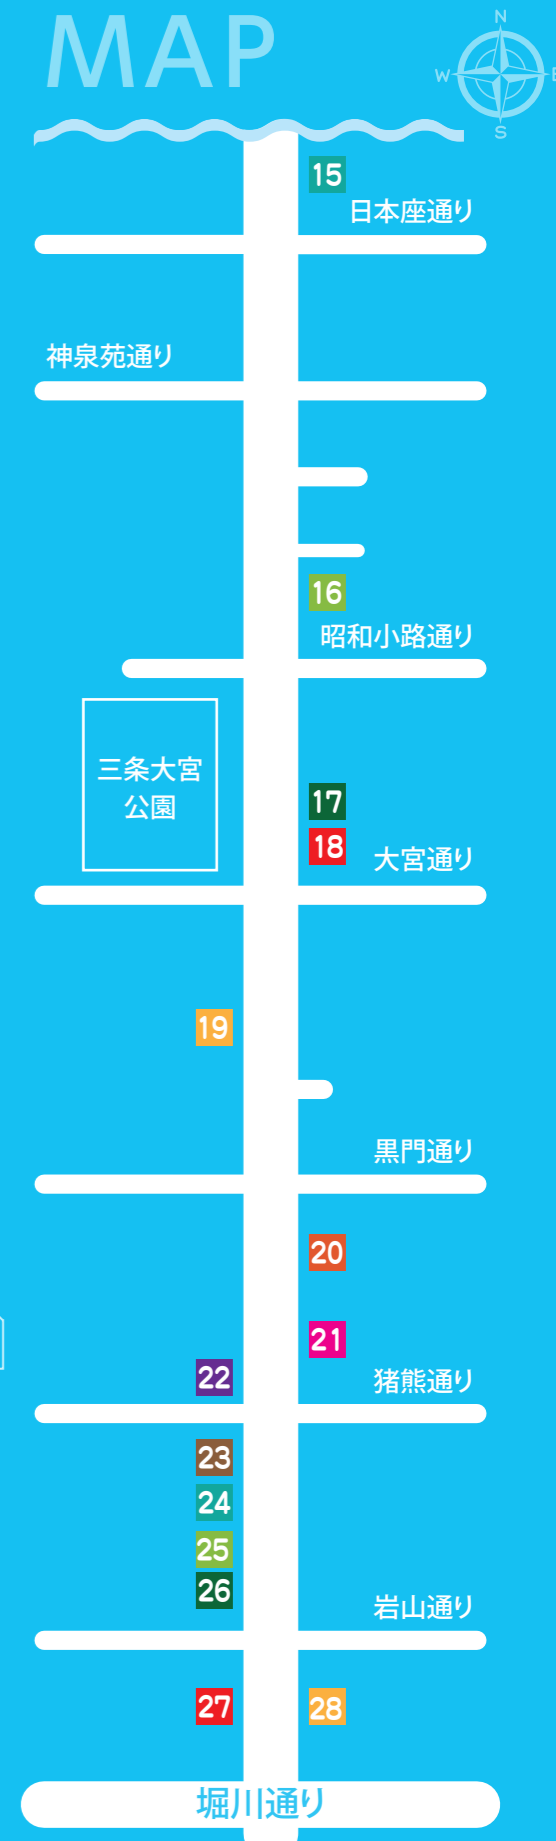 MAP
N
W
E
S
15
日本座通り
神泉苑通り
16
昭和小路通り
三条大宮
公園
17
18
大宮通り
19
黒門通り
20
21
22
猪熊通り
23
24
25
26
岩山通り
27
28
堀川通り